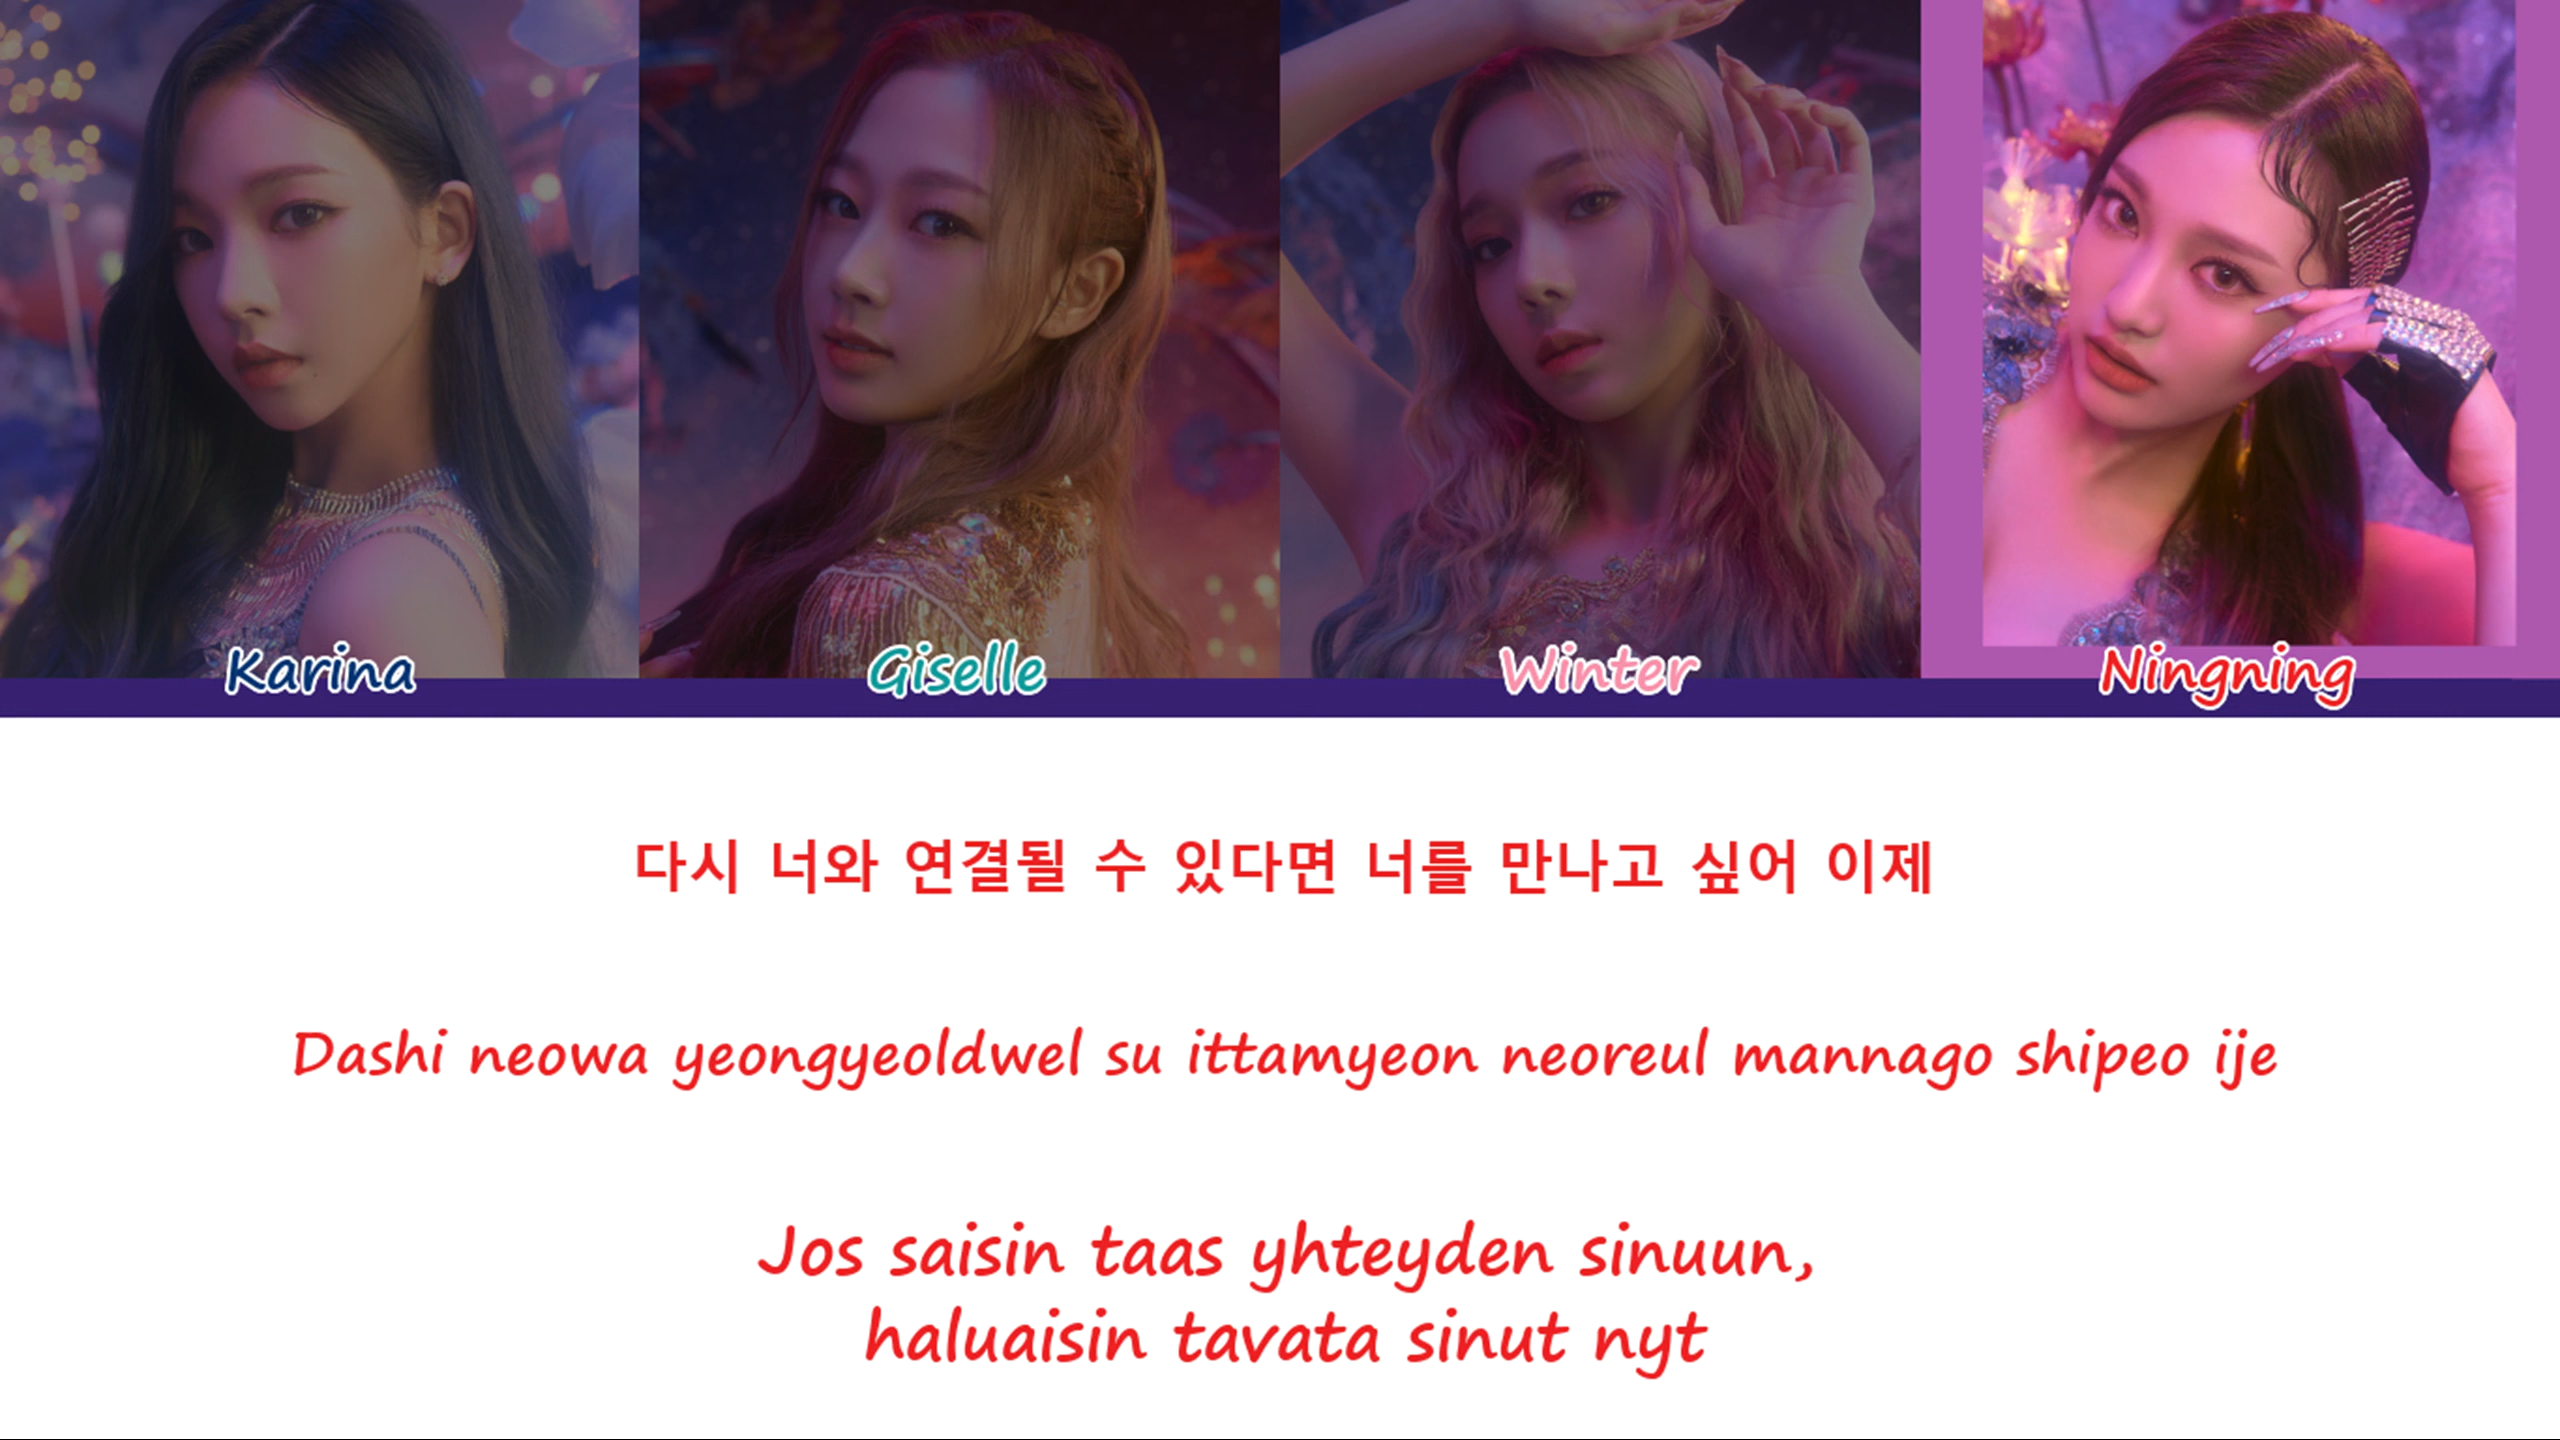 Karina
Giselle
Winter
Ningning
다시 너와 연결될 수 있다면 너를 만나고 싶어 이제
Dashi neowa yeongyeoldwel su ittamyeon neoreul mannago shipeo ije
Jos saisin taas yhteyden sinuun,
haluaisin tavata sinut nyt